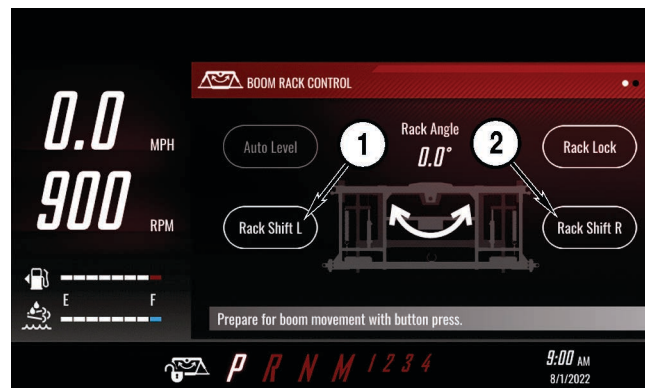 BOOM RACK CONTROL
0.0 MPH
900 RPM
E F
Auto Level
1
Rack Angle
0.0°
2
Rack Lock
Rack Shift L
Rack Shift R
Prepare for boom movement with button press.
P R N M 1 2 3 4
9:00 AM
8/1/2022